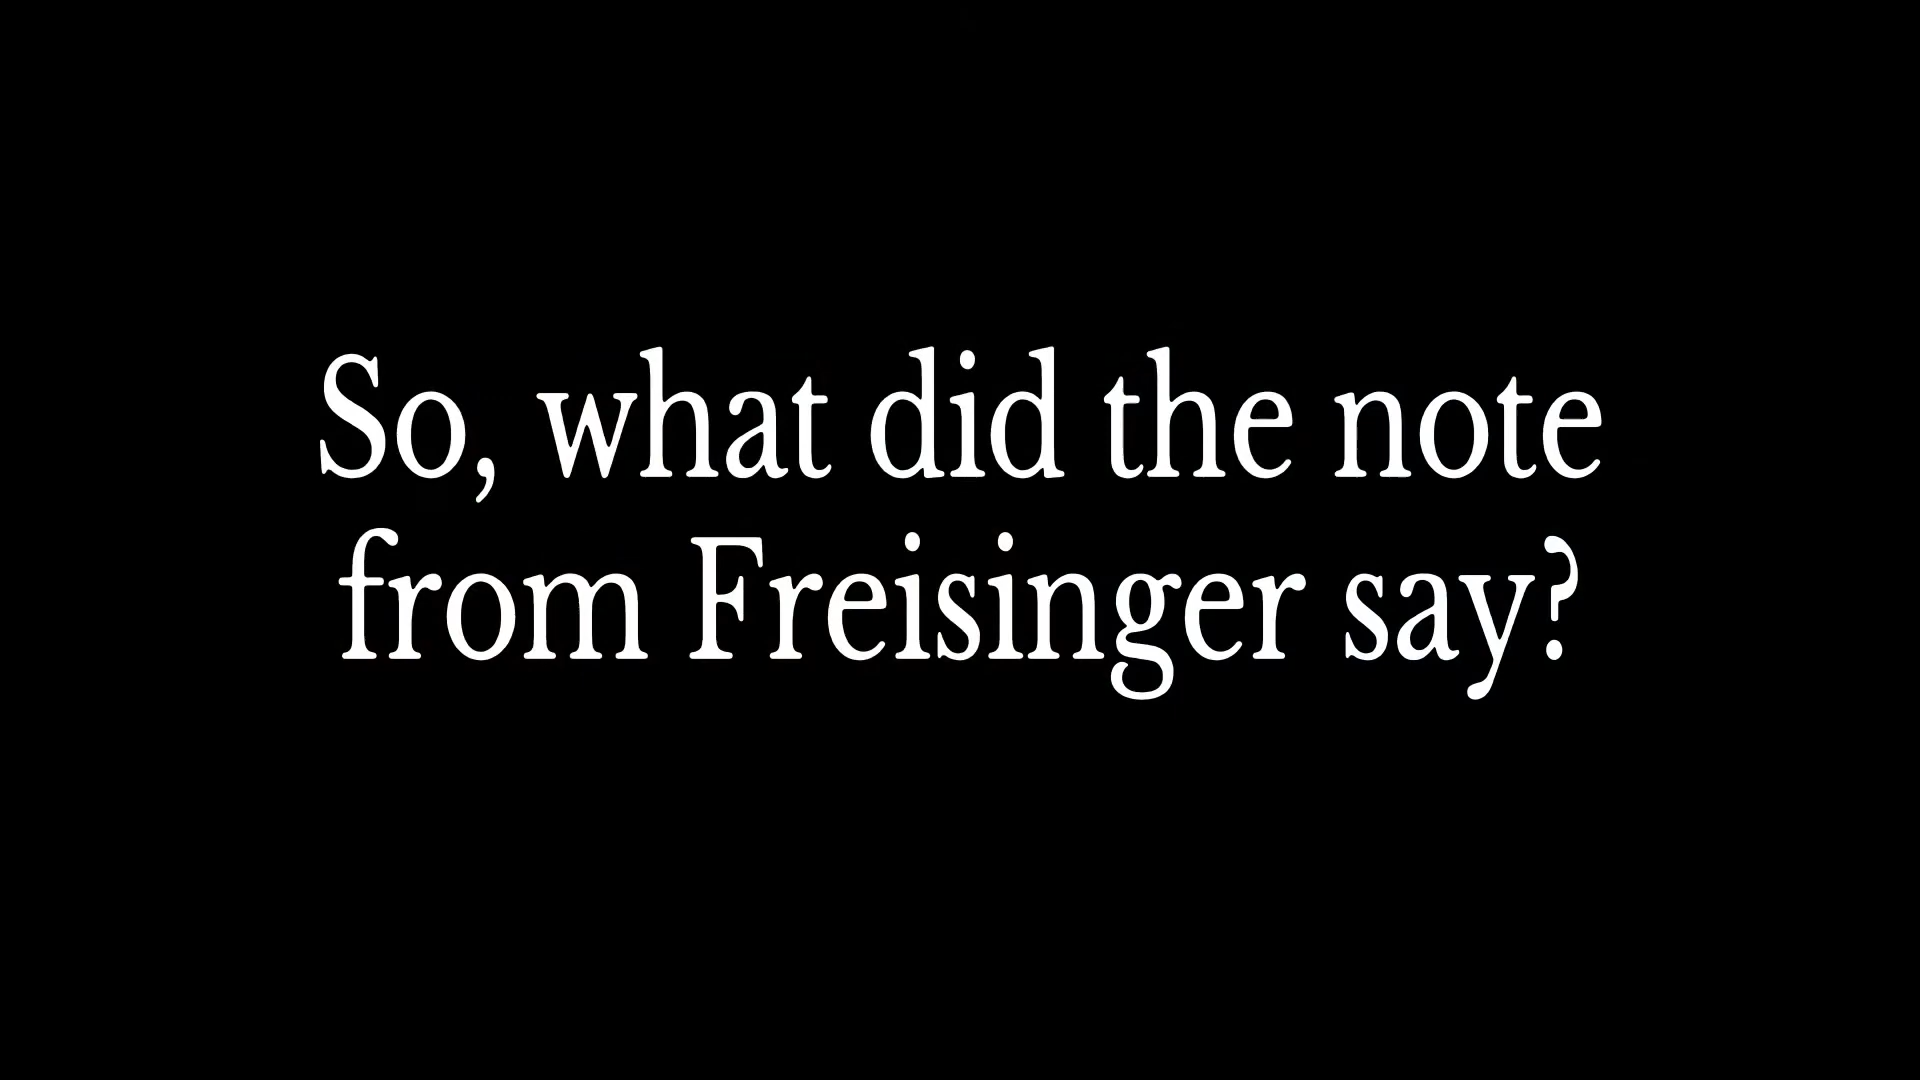 So, what did the note
from Freisinger say?